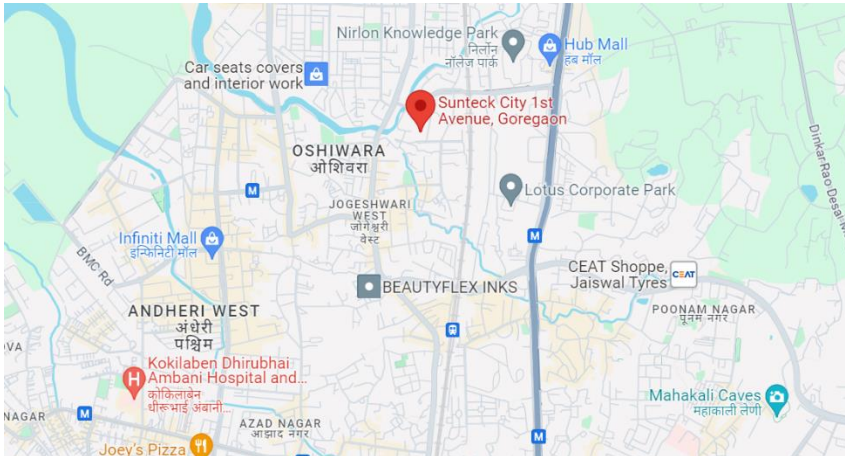 Nirlon Knowledge Park
निर्लॉन
नॉलेज पार्क
Hub Mall
हब मॉल
Car seats covers
and interior work
Sunteck City 1st
Avenue, Goregaon
OSHIWARA
ओशिवरा
Dinkar Rao Desai
M
Lotus Corporate Park
JOGESHWARI
WEST
जोगेश्वरी
वेस्ट
Infiniti Mall
इन्फिनिटी मॉल
M
BMC Rd
CEAT Shoppe,
Jaiswal Tyres
CEAT
BEAUTYFLEX INKS
ANDHERI WEST
अंधेरी
पश्चिम
POONAM NAGAR
पूनम नगर
OVA
Kokilaben Dhirubhai
Ambani Hospital and...
कोकिलाबेन
धीरूभाई अंबानी...
H
Mahakali Caves
महाकाली लेणी
NAGAR
M
AZAD NAGAR
आझाद नगर
M
Joey's Pizza